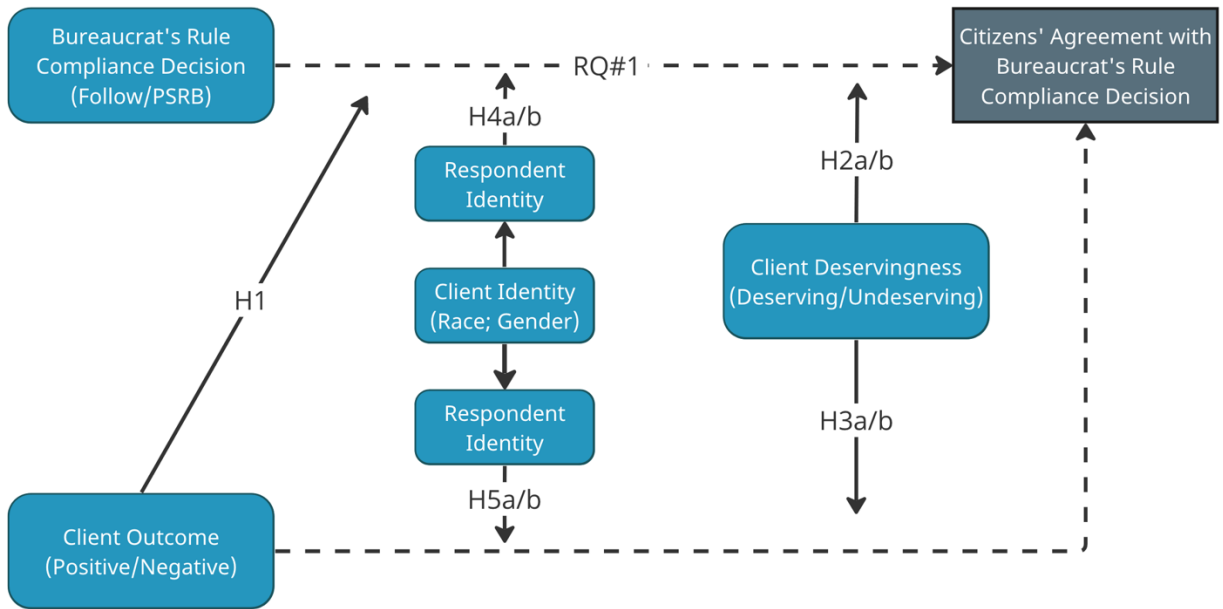 Bureaucrat's Rule
Compliance Decision
(Follow/PSRB)
RQ#1
Citizens' Agreement with
Bureaucrat's Rule
Compliance Decision
H4a/b
H2a/b
Respondent
Identity
H1
Client Identity
(Race; Gender)
Client Deservingness
(Deserving/Undeserving)
Respondent
Identity
H3a/b
H5a/b
Client Outcome
(Positive/Negative)